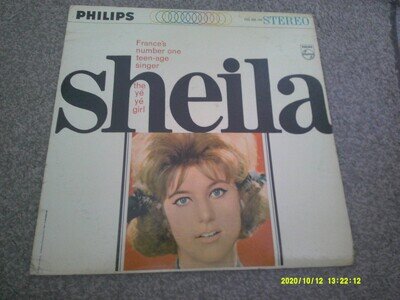 PHILIPS
STEREO
France's
number one
teen-age
singer
PHILIPS
sheila
the
yé
yé
girl
2020/10/12 13:22:12